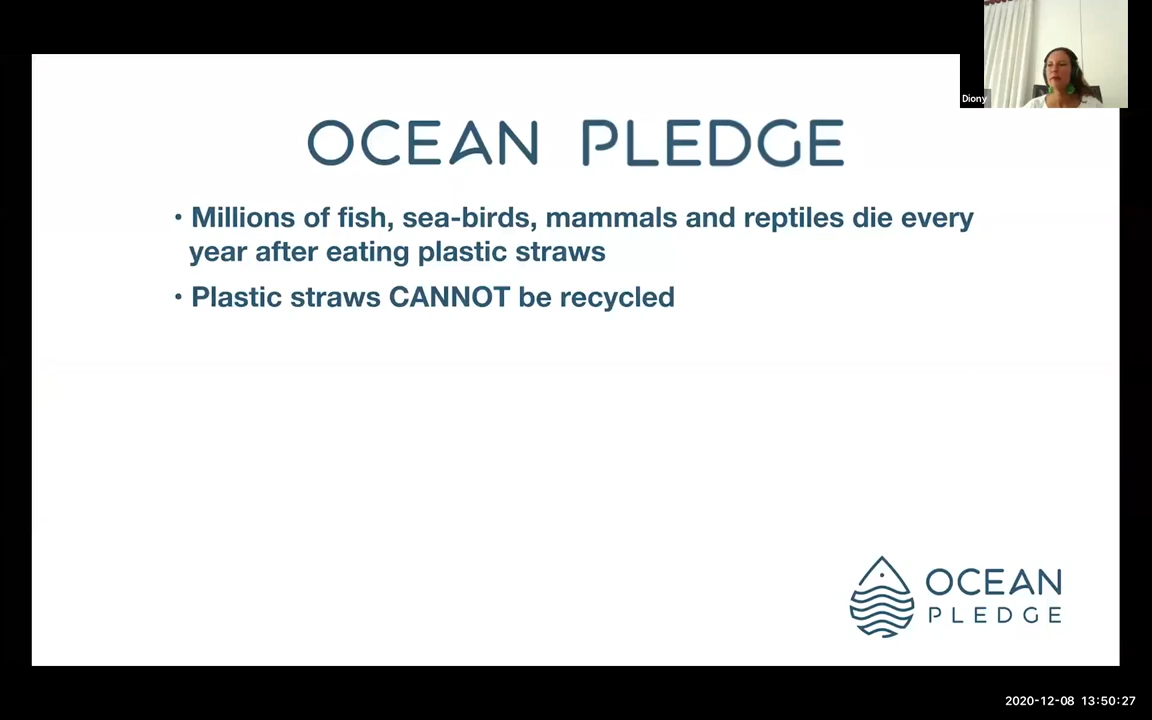 Diony
OCEAN PLEDGE
• Millions of fish, sea-birds, mammals and reptiles die every
year after eating plastic straws
• Plastic straws CANNOT be recycled
OCEAN
PLEDGE
2020-12-08 13:50:27